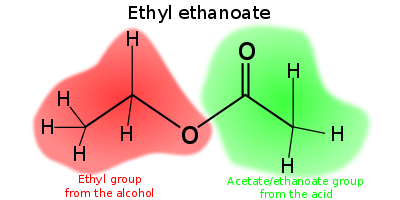 Ethyl ethanoate
H
O
H
H
H
H
H
H
O
H
Ethyl group
from the alcohol
Acetate/ethanoate group
from the acid